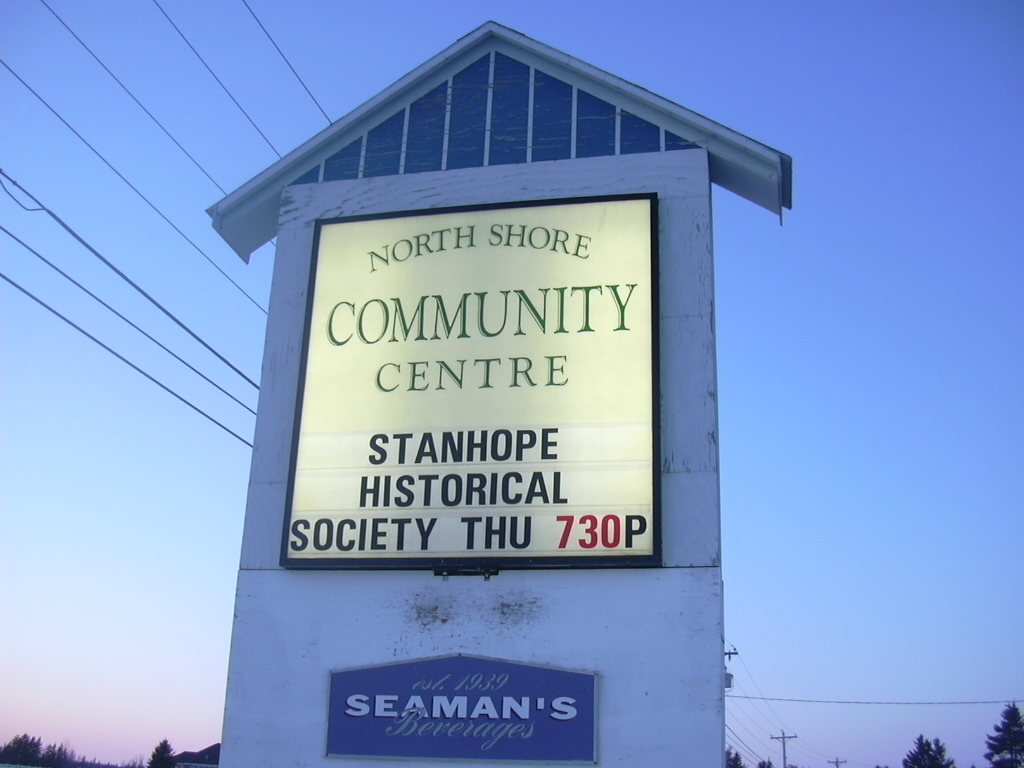 NORTH SHORE
COMMUNITY
CENTRE
STANHOPE
HISTORICAL
SOCIETY THU 730P
est. 1939
SEAMAN'S
Beverages